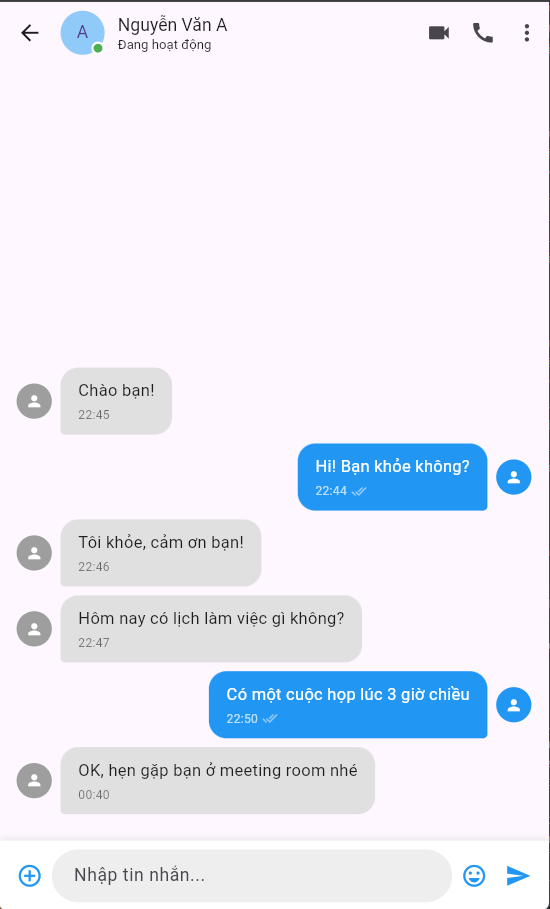 A
Nguyễn Văn A
Đang hoạt động
Chào bạn!
22:45
Hi! Bạn khỏe không?
22:44
Tôi khỏe, cảm ơn bạn!
22:46
Hôm nay có lịch làm việc gì không?
22:47
Có một cuộc họp lúc 3 giờ chiều
22:50
OK, hẹn gặp bạn ở meeting room nhé
00:40
Nhập tin nhắn...